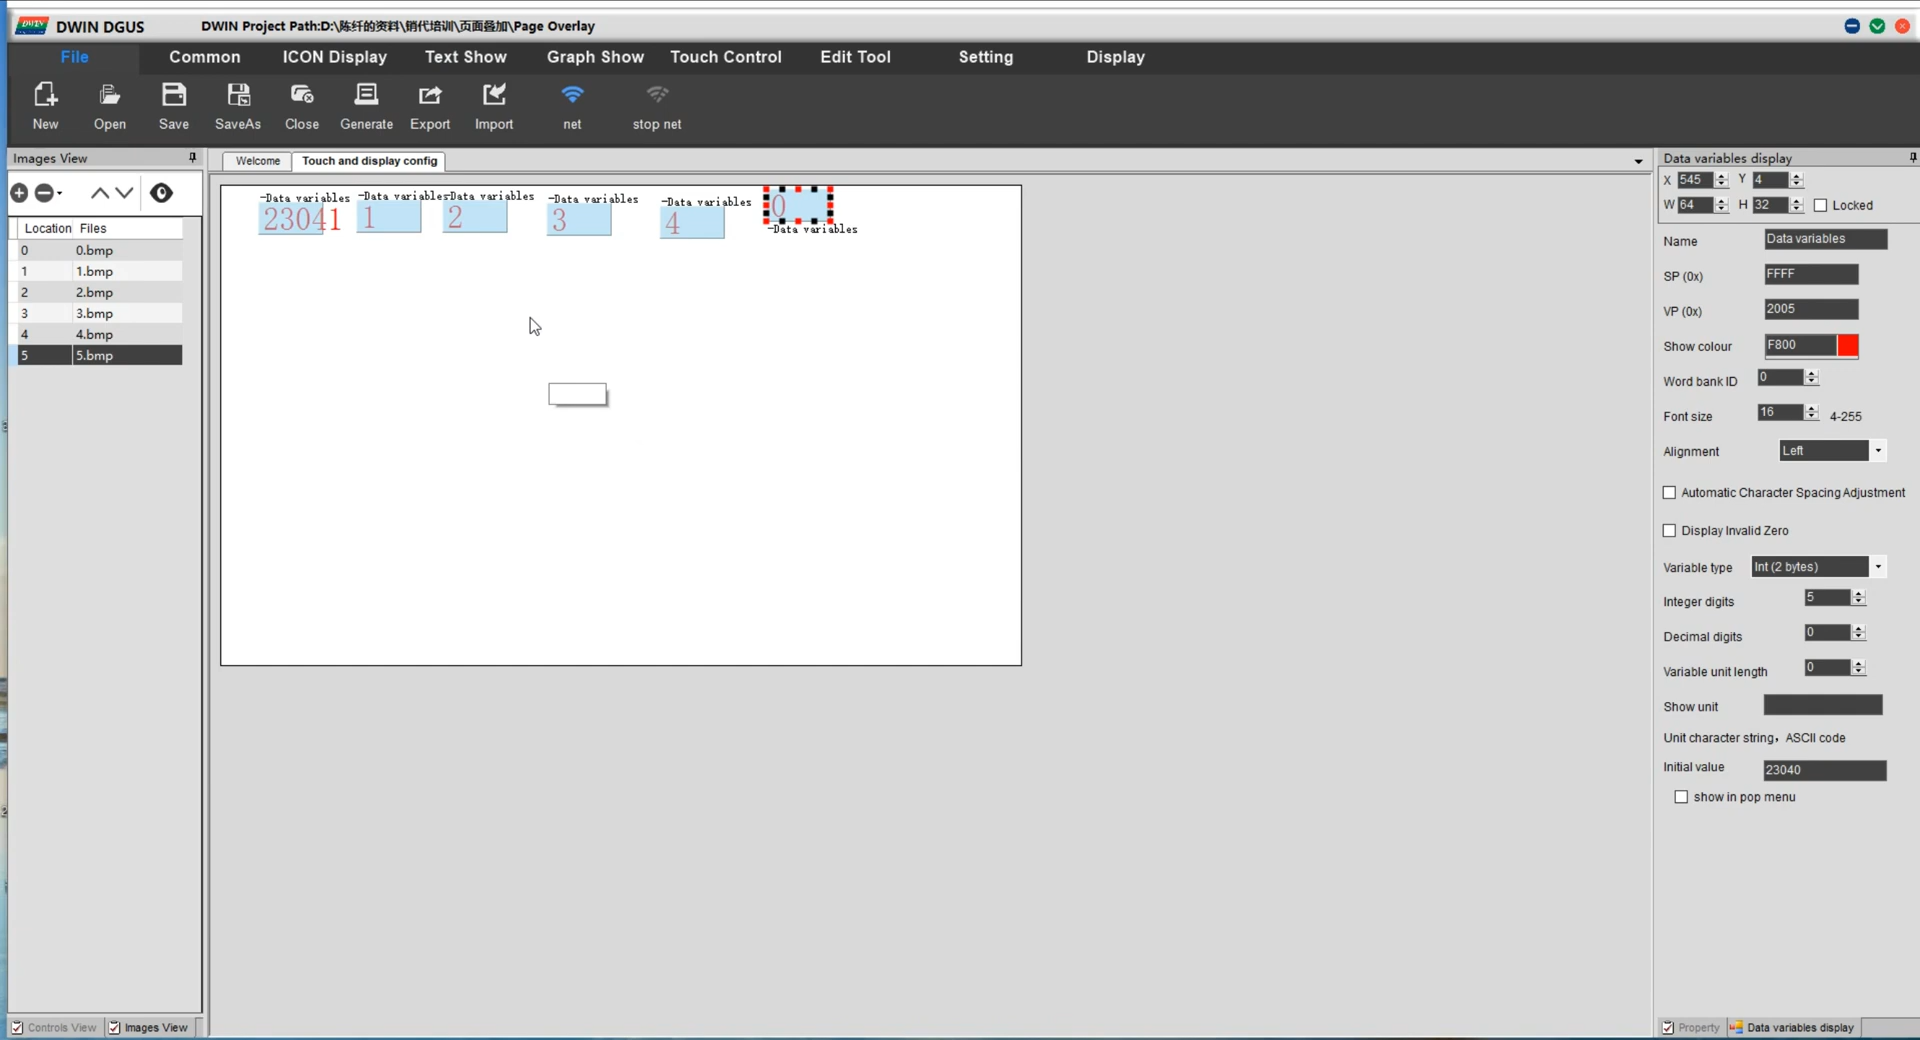 DWIN DGUS DWIN Project Path:D:\陈纤的资料\销代培训\页面叠加\Page Overlay
File Common ICON Display Text Show Graph Show Touch Control Edit Tool Setting Display
New Open Save SaveAs Close Generate Export Import net stop net
Images View
Welcome Touch and display config
Location Files
0 0.bmp
1 1.bmp
2 2.bmp
3 3.bmp
4 4.bmp
5 5.bmp
-Data variables -Data variables -Data variables -Data variables -Data variables
23041 1 2 3 4 0
-Data variables
Data variables display
X 545 Y 4
W 64 H 32 Locked
Name Data variables
SP (0x) FFFF
VP (0x) 2005
Show colour F800
Word bank ID 0
Font size 16 4-255
Alignment Left
Automatic Character Spacing Adjustment
Display Invalid Zero
Variable type Int (2 bytes)
Integer digits 5
Decimal digits 0
Variable unit length 0
Show unit
Unit character string，ASCII code
Initial value 23040
show in pop menu
Controls View Images View
Property Data variables display